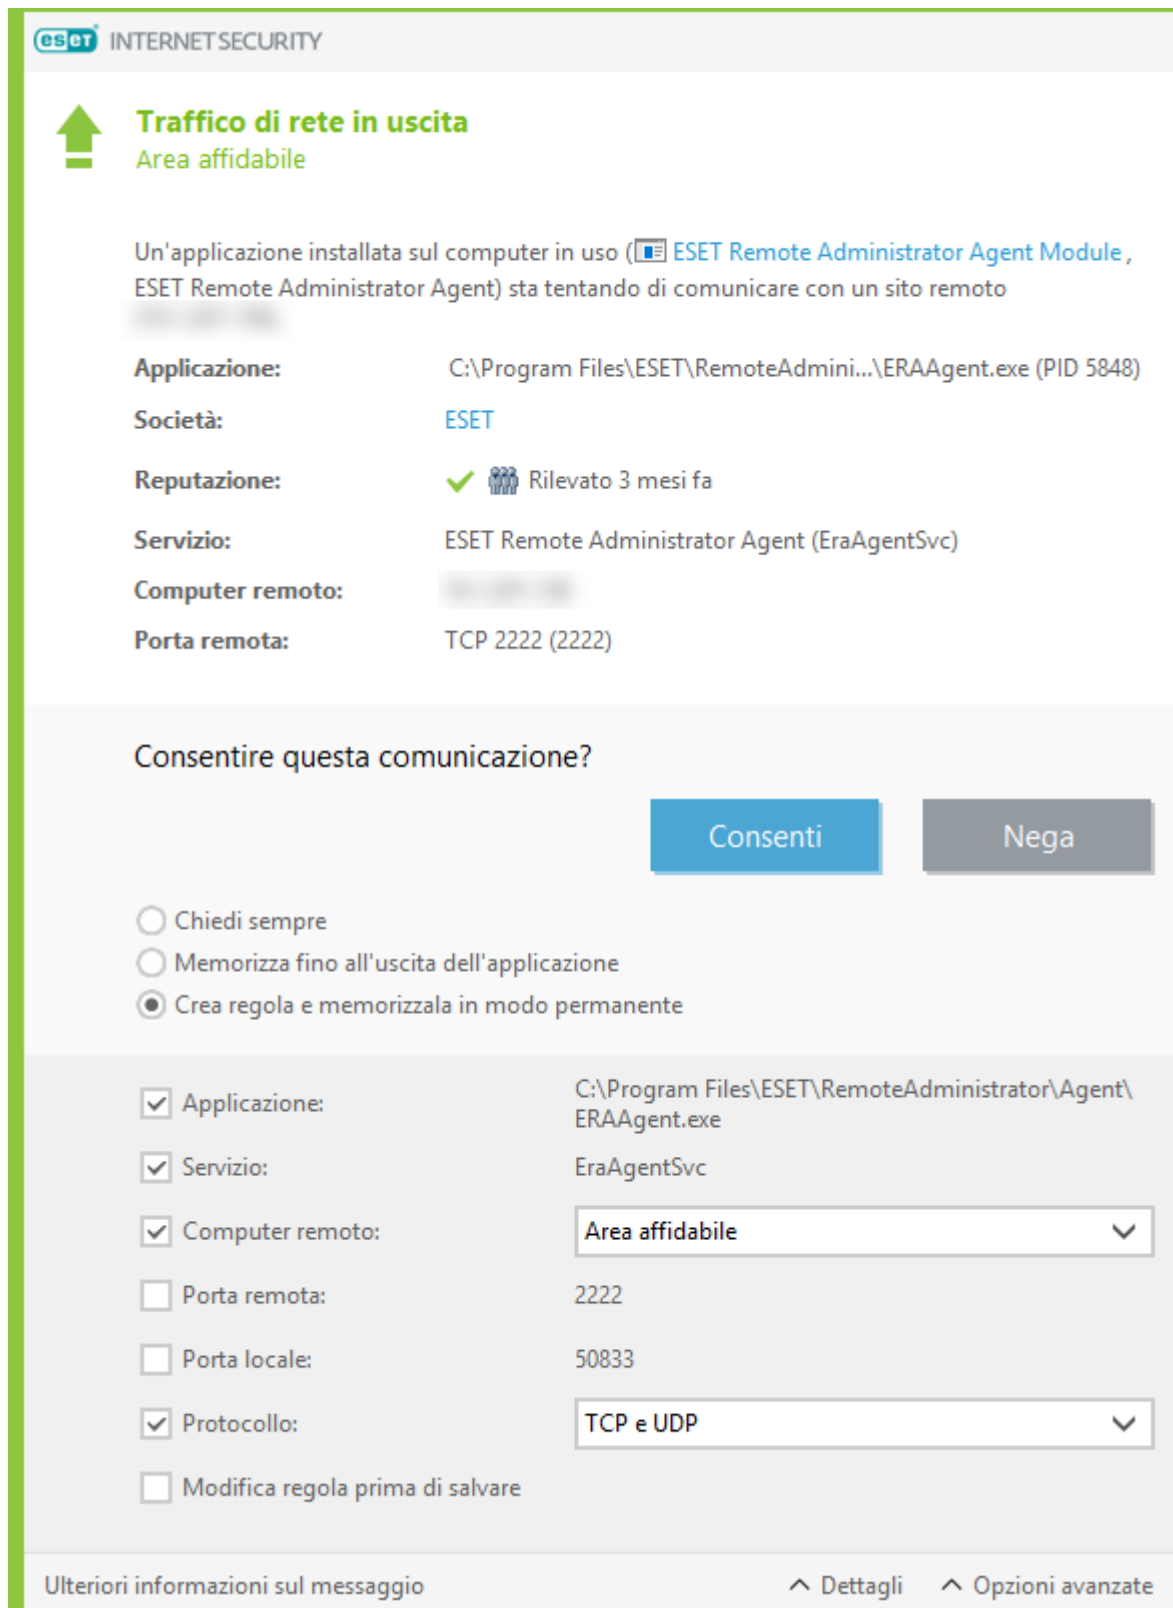 eseT INTERNET SECURITY
Traffico di rete in uscita
Area affidabile
Un'applicazione installata sul computer in uso ( ESET Remote Administrator Agent Module ,
ESET Remote Administrator Agent) sta tentando di comunicare con un sito remoto
Applicazione: C:\Program Files\ESET\RemoteAdmini...\ERAAgent.exe (PID 5848)
Società: ESET
Reputazione: Rilevato 3 mesi fa
Servizio: ESET Remote Administrator Agent (EraAgentSvc)
Computer remoto:
Porta remota: TCP 2222 (2222)
Consentire questa comunicazione?
Consenti Nega
Chiedi sempre
Memorizza fino all'uscita dell'applicazione
Crea regola e memorizzala in modo permanente
Applicazione: C:\Program Files\ESET\RemoteAdministrator\Agent\
ERAAgent.exe
Servizio: EraAgentSvc
Computer remoto: Area affidabile
Porta remota: 2222
Porta locale: 50833
Protocollo: TCP e UDP
Modifica regola prima di salvare
Ulteriori informazioni sul messaggio Dettagli Opzioni avanzate